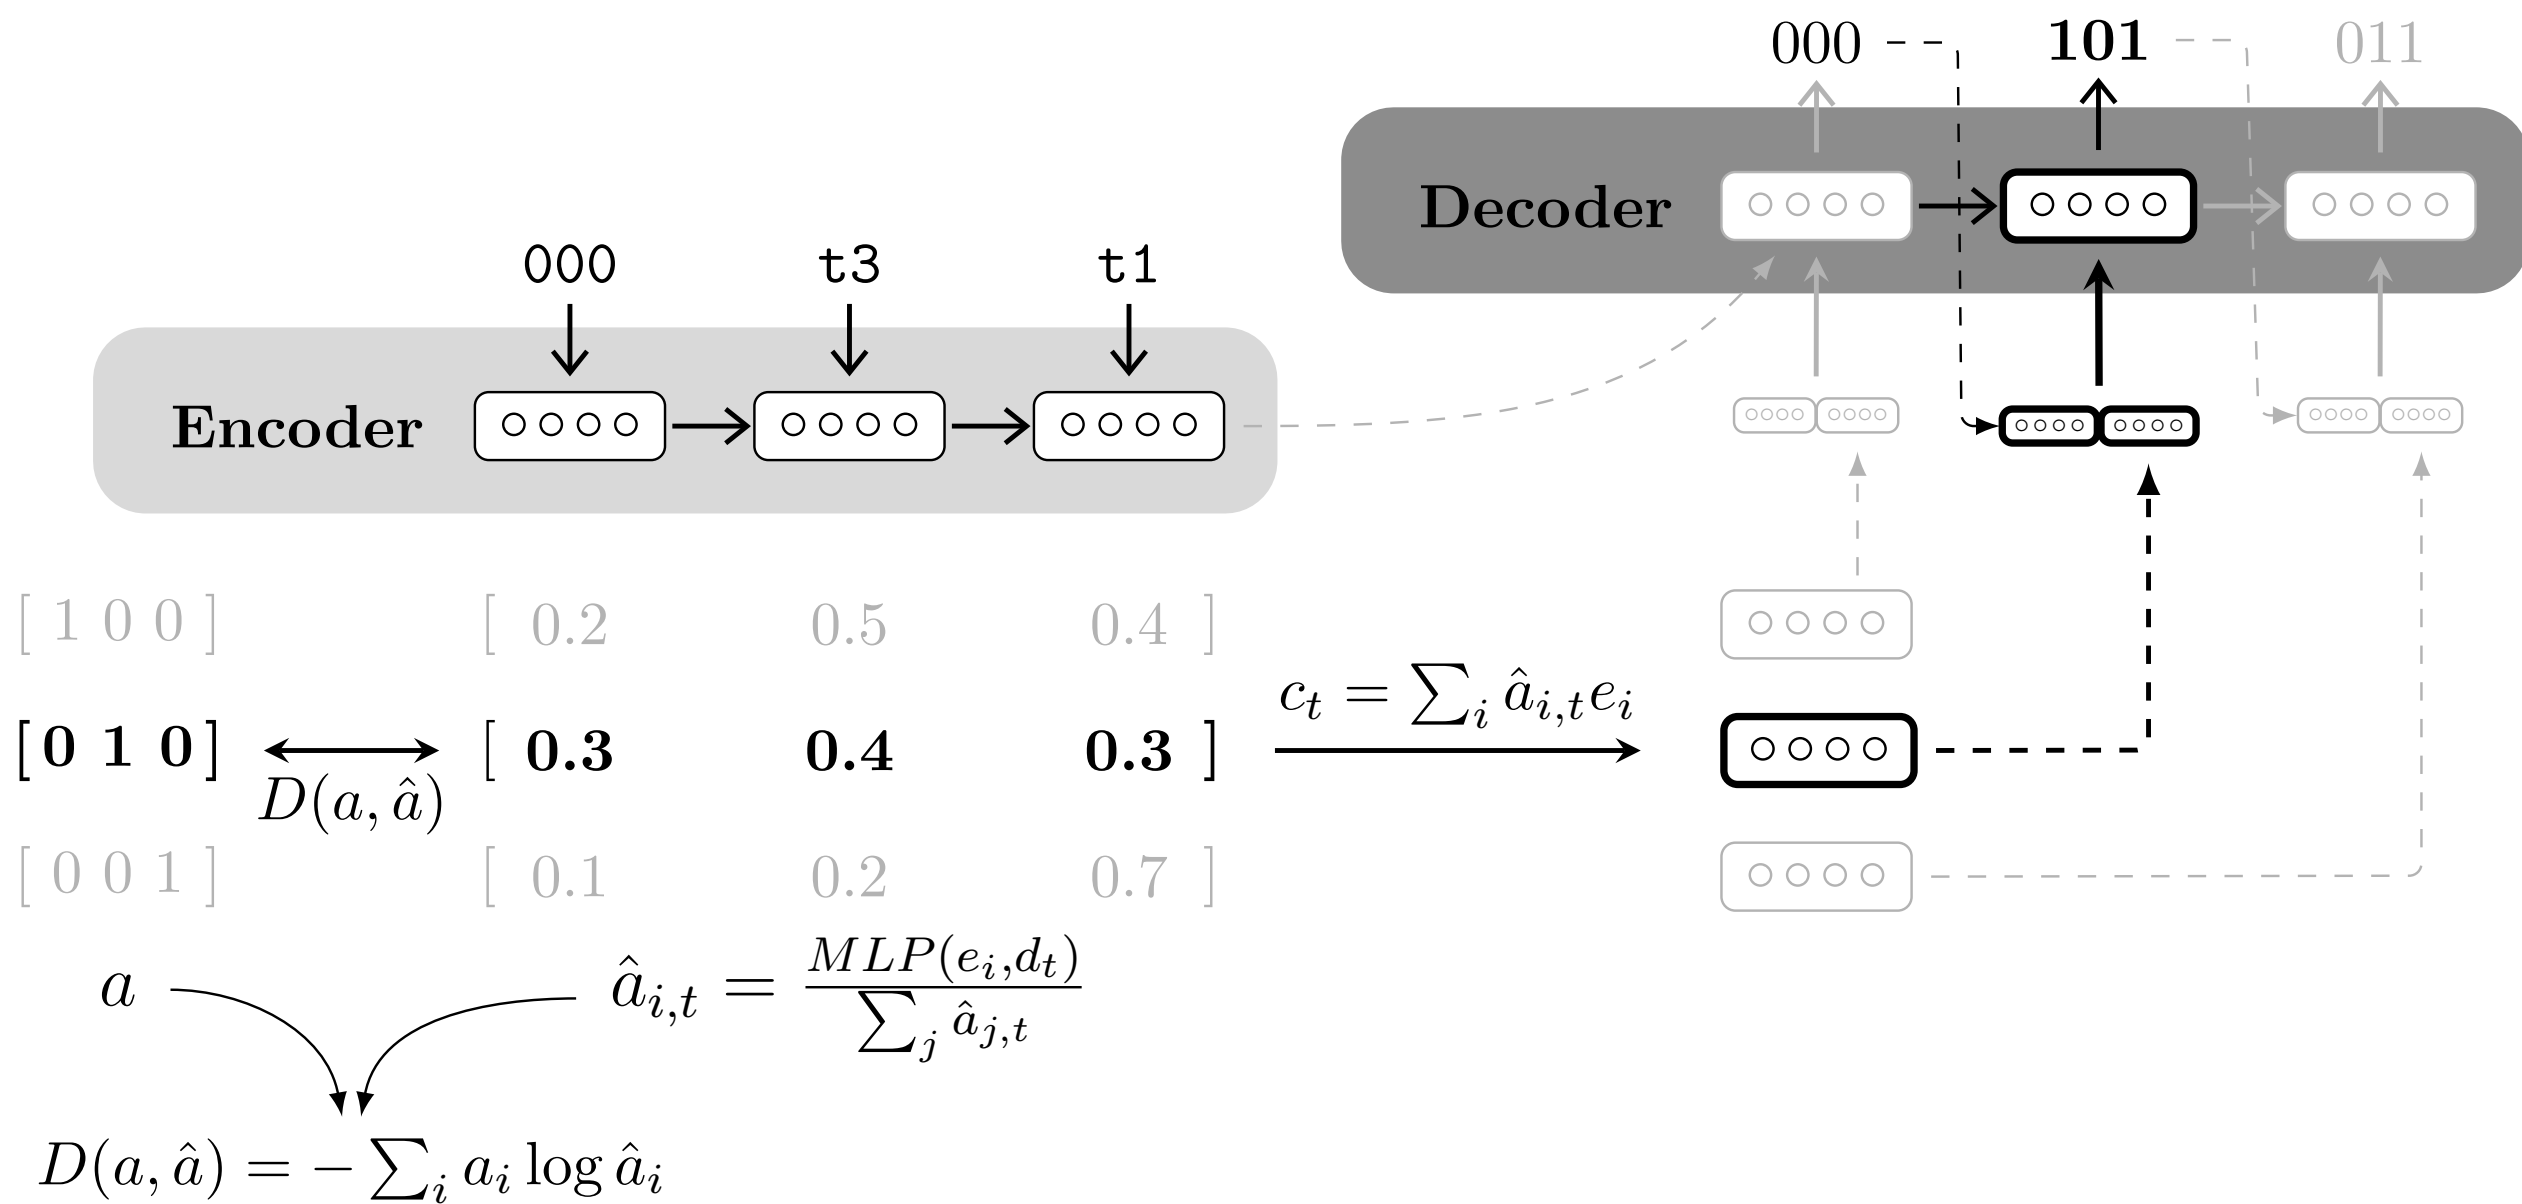 000 101 011
Decoder
000 t3 t1
Encoder
[ 1 0 0 ] [ 0.2 0.5 0.4 ]
c_t = ∑_i â_{i,t} e_i
[ 0 1 0 ] [ 0.3 0.4 0.3 ]
D(a, â)
[ 0 0 1 ] [ 0.1 0.2 0.7 ]
a â_{i,t} = MLP(e_i,d_t) / ∑_j â_{j,t}
D(a, â) = − ∑_i a_i log â_i